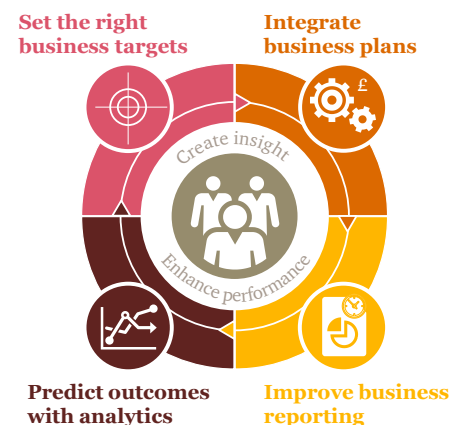 Set the right
business targets
Integrate
business plans
£
Create insight
Enhance performance
Predict outcomes
with analytics
Improve business
reporting